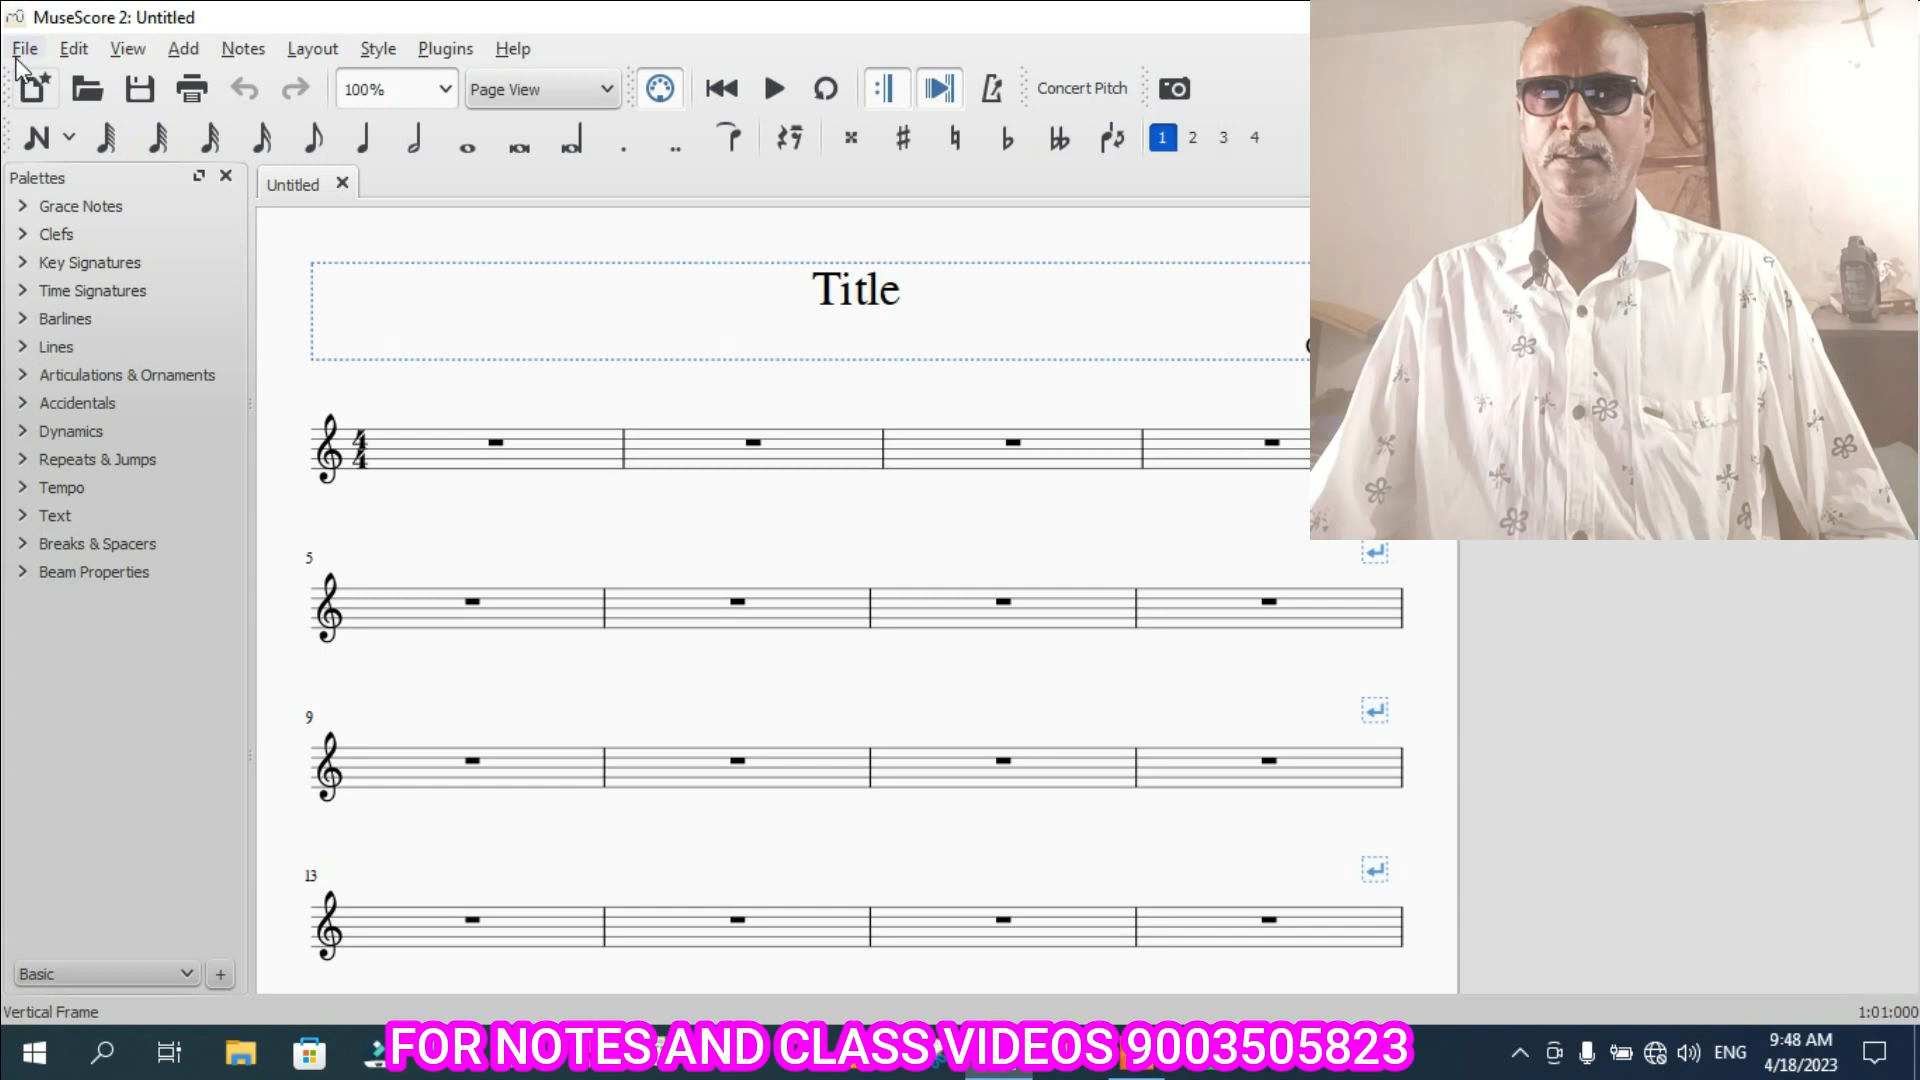 MuseScore 2: Untitled
File Edit View Add Notes Layout Style Plugins Help
100% Page View Concert Pitch
1 2 3 4
Palettes
Untitled
Grace Notes
Clefs
Key Signatures
Time Signatures
Barlines
Lines
Articulations & Ornaments
Accidentals
Dynamics
Repeats & Jumps
Tempo
Text
Breaks & Spacers
Beam Properties
Title
4
4
5
9
13
Basic
Vertical Frame
1:01:000
FOR NOTES AND CLASS VIDEOS 9003505823
ENG
9:48 AM
4/18/2023